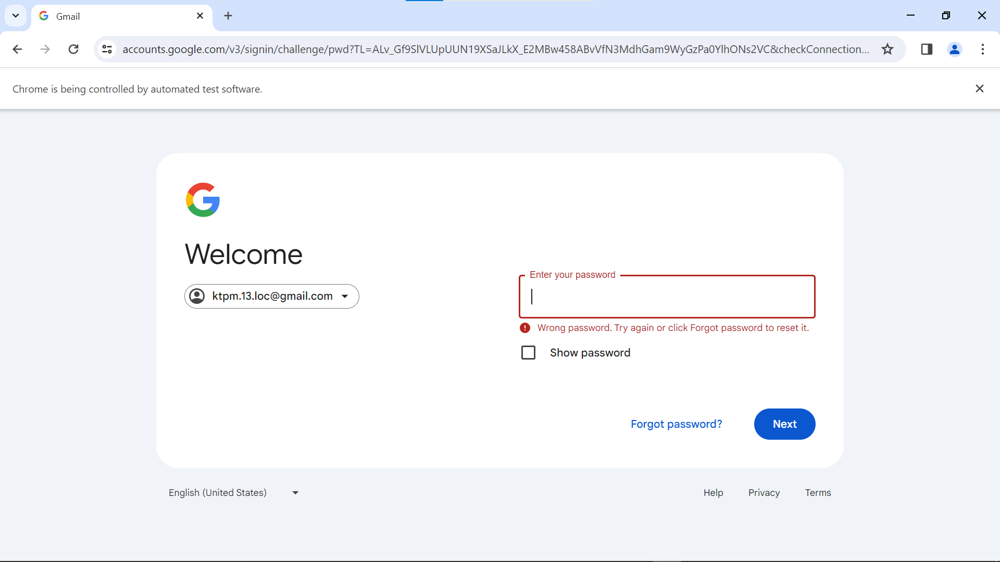 Gmail
accounts.google.com/v3/signin/challenge/pwd?TL=ALv_Gf9SlVLUpUUN19XSaJLkX_E2MBw458ABvVfN3MdhGam9WyGzPa0YlhONs2VC&checkConnection...
Chrome is being controlled by automated test software.
Welcome
Enter your password
ktpm.13.loc@gmail.com
Wrong password. Try again or click Forgot password to reset it.
Show password
Forgot password?
Next
English (United States)
Help
Privacy
Terms